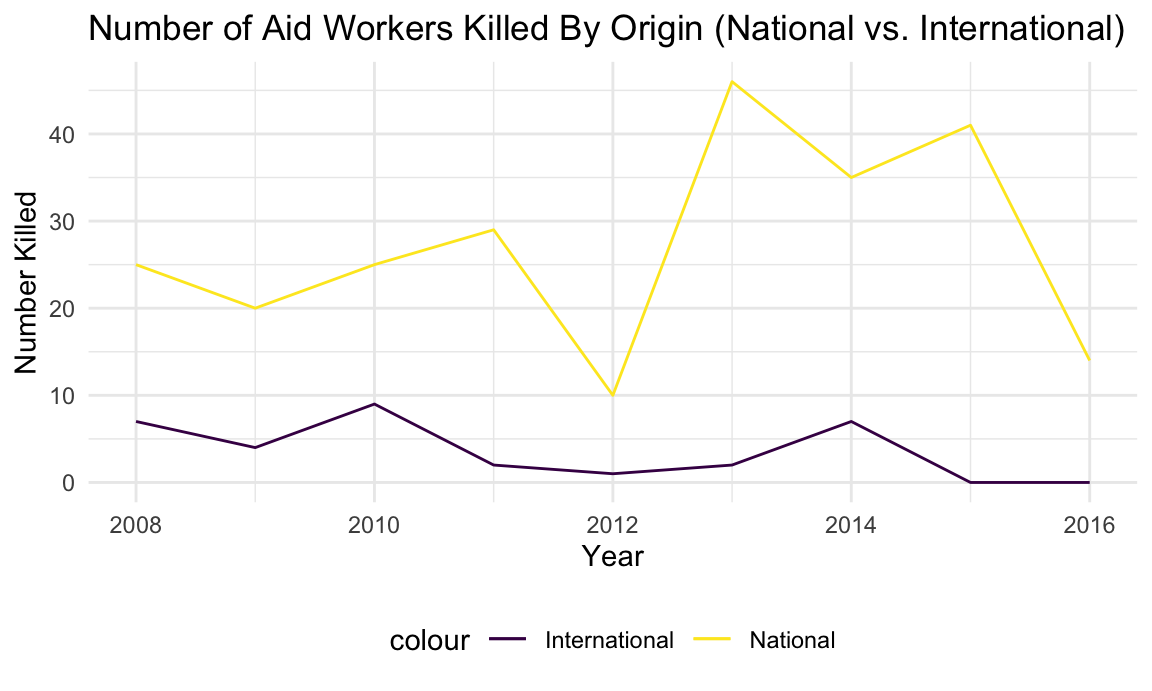 Number of Aid Workers Killed By Origin (National vs. International)
Number Killed
40
30
20
10
0
2008 2010 2012 2014 2016
Year
colour International National